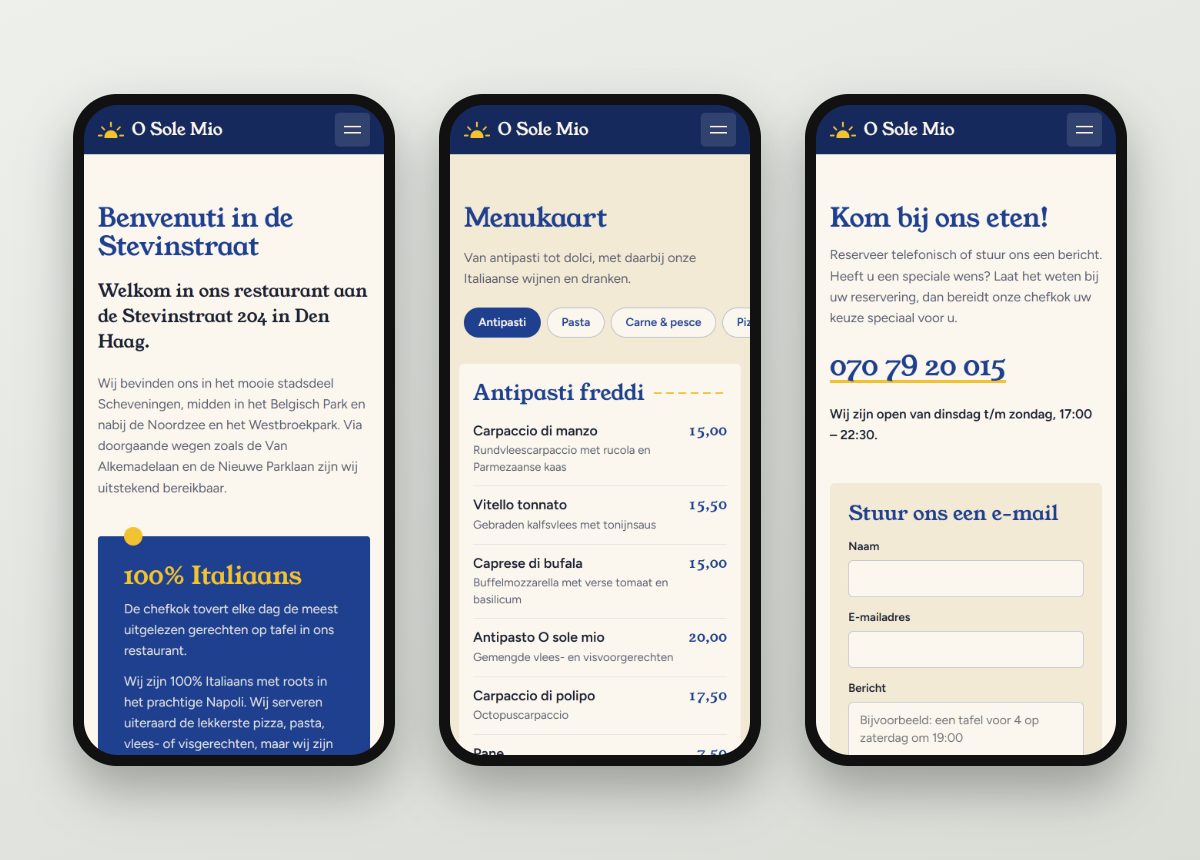 O Sole Mio
Benvenuti in de
Stevinstraat
Welkom in ons restaurant aan
de Stevinstraat 204 in Den
Haag.
Wij bevinden ons in het mooie stadsdeel
Scheveningen, midden in het Belgisch Park en
nabij de Noordzee en het Westbroekpark. Via
doorgaande wegen zoals de Van
Alkemadelaan en de Nieuwe Parklaan zijn wij
uitstekend bereikbaar.
100% Italiaans
De chefkok tovert elke dag de meest
uitgelezen gerechten op tafel in ons
restaurant.
Wij zijn 100% Italiaans met roots in
het prachtige Napoli. Wij serveren
uiteraard de lekkerste pizza, pasta,
vlees- of visgerechten, maar wij zijn
O Sole Mio
Menukaart
Van antipasti tot dolci, met daarbij onze
Italiaanse wijnen en dranken.
Antipasti Pasta Carne & pesce Piz
Antipasti freddi
Carpaccio di manzo 15,00
Rundvleescarpaccio met rucola en
Parmezaanse kaas
Vitello tonnato 15,50
Gebraden kalfsvlees met tonijnsaus
Caprese di bufala 15,00
Buffelmozzarella met verse tomaat en
basilicum
Antipasto O sole mio 20,00
Gemengde vlees- en visvoorgerechten
Carpaccio di polipo 17,50
Octopuscarpaccio
Pane 7,50
O Sole Mio
Kom bij ons eten!
Reserveer telefonisch of stuur ons een bericht.
Heeft u een speciale wens? Laat het weten bij
uw reservering, dan bereidt onze chefkok uw
keuze speciaal voor u.
070 79 20 015
Wij zijn open van dinsdag t/m zondag, 17:00
– 22:30.
Stuur ons een e-mail
Naam
E-mailadres
Bericht
Bijvoorbeeld: een tafel voor 4 op
zaterdag om 19:00